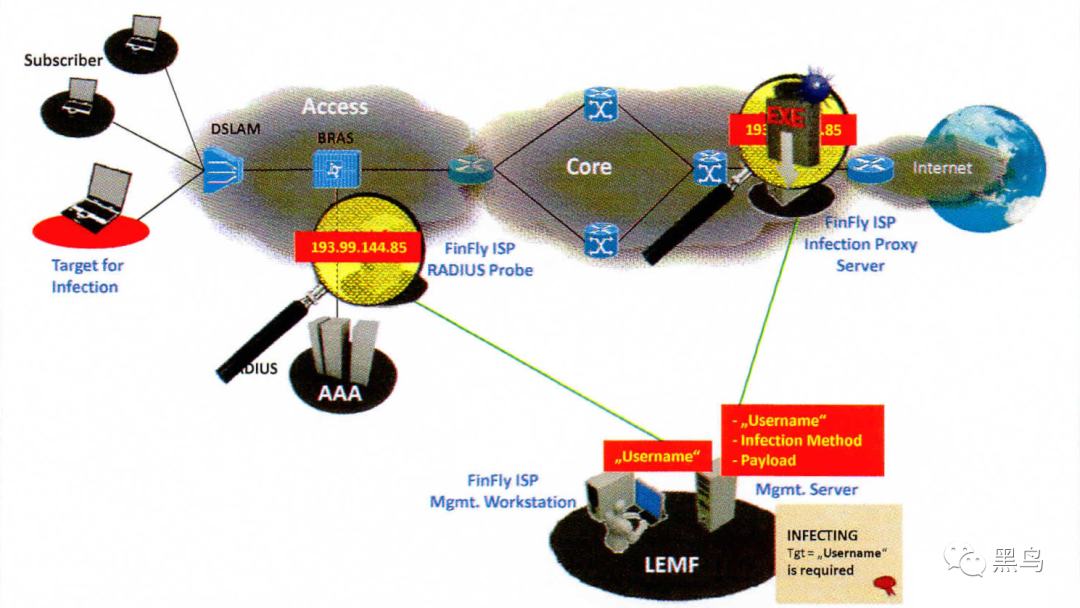 Subscriber
Access
DSLAM
BRAS
Core
EXE
193. .85
Internet
193.99.144.85
FinFly ISP
RADIUS Probe
FinFly ISP
Infection Proxy
Server
Target for
Infection
ADIUS
AAA
„Username“
- „Username“
- Infection Method
- Payload
FinFly ISP
Mgmt. Workstation
Mgmt. Server
LEMF
INFECTING
Tgt = „Username“
is required
黑鸟